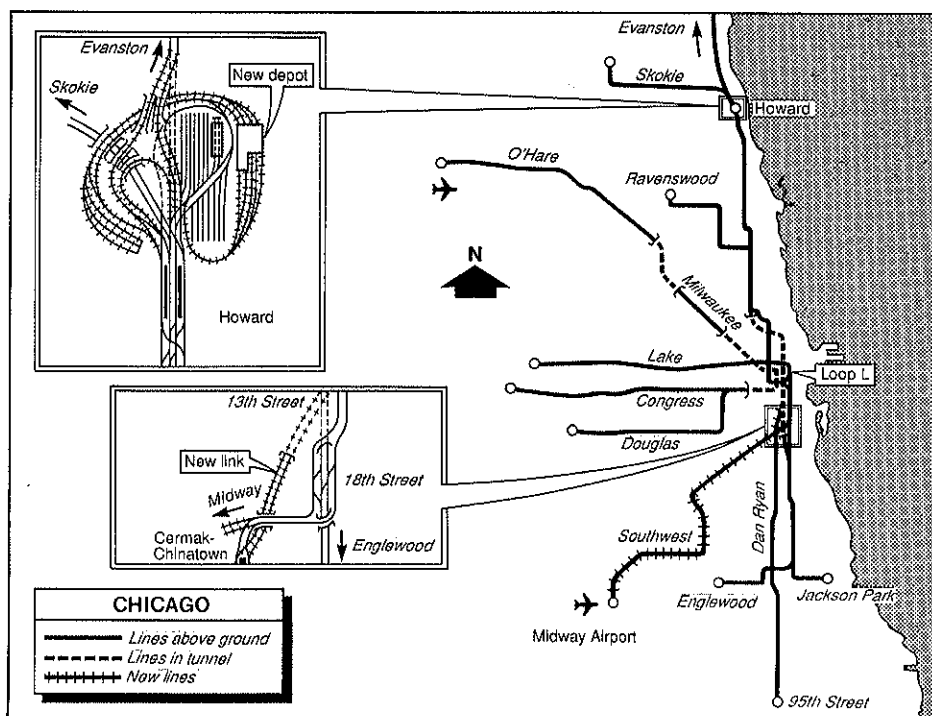 Evanston
Skokie
New depot
Howard
13th Street
New link
18th Street
Midway
Cermak-
Chinatown
Englewood
CHICAGO
Lines above ground
Lines in tunnel
New lines
Evanston
Skokie
Howard
O'Hare
Ravenswood
N
Milwaukee
Lake
Loop L
Congress
Douglas
Dan Ryan
Southwest
Englewood
Jackson Park
Midway Airport
95th Street